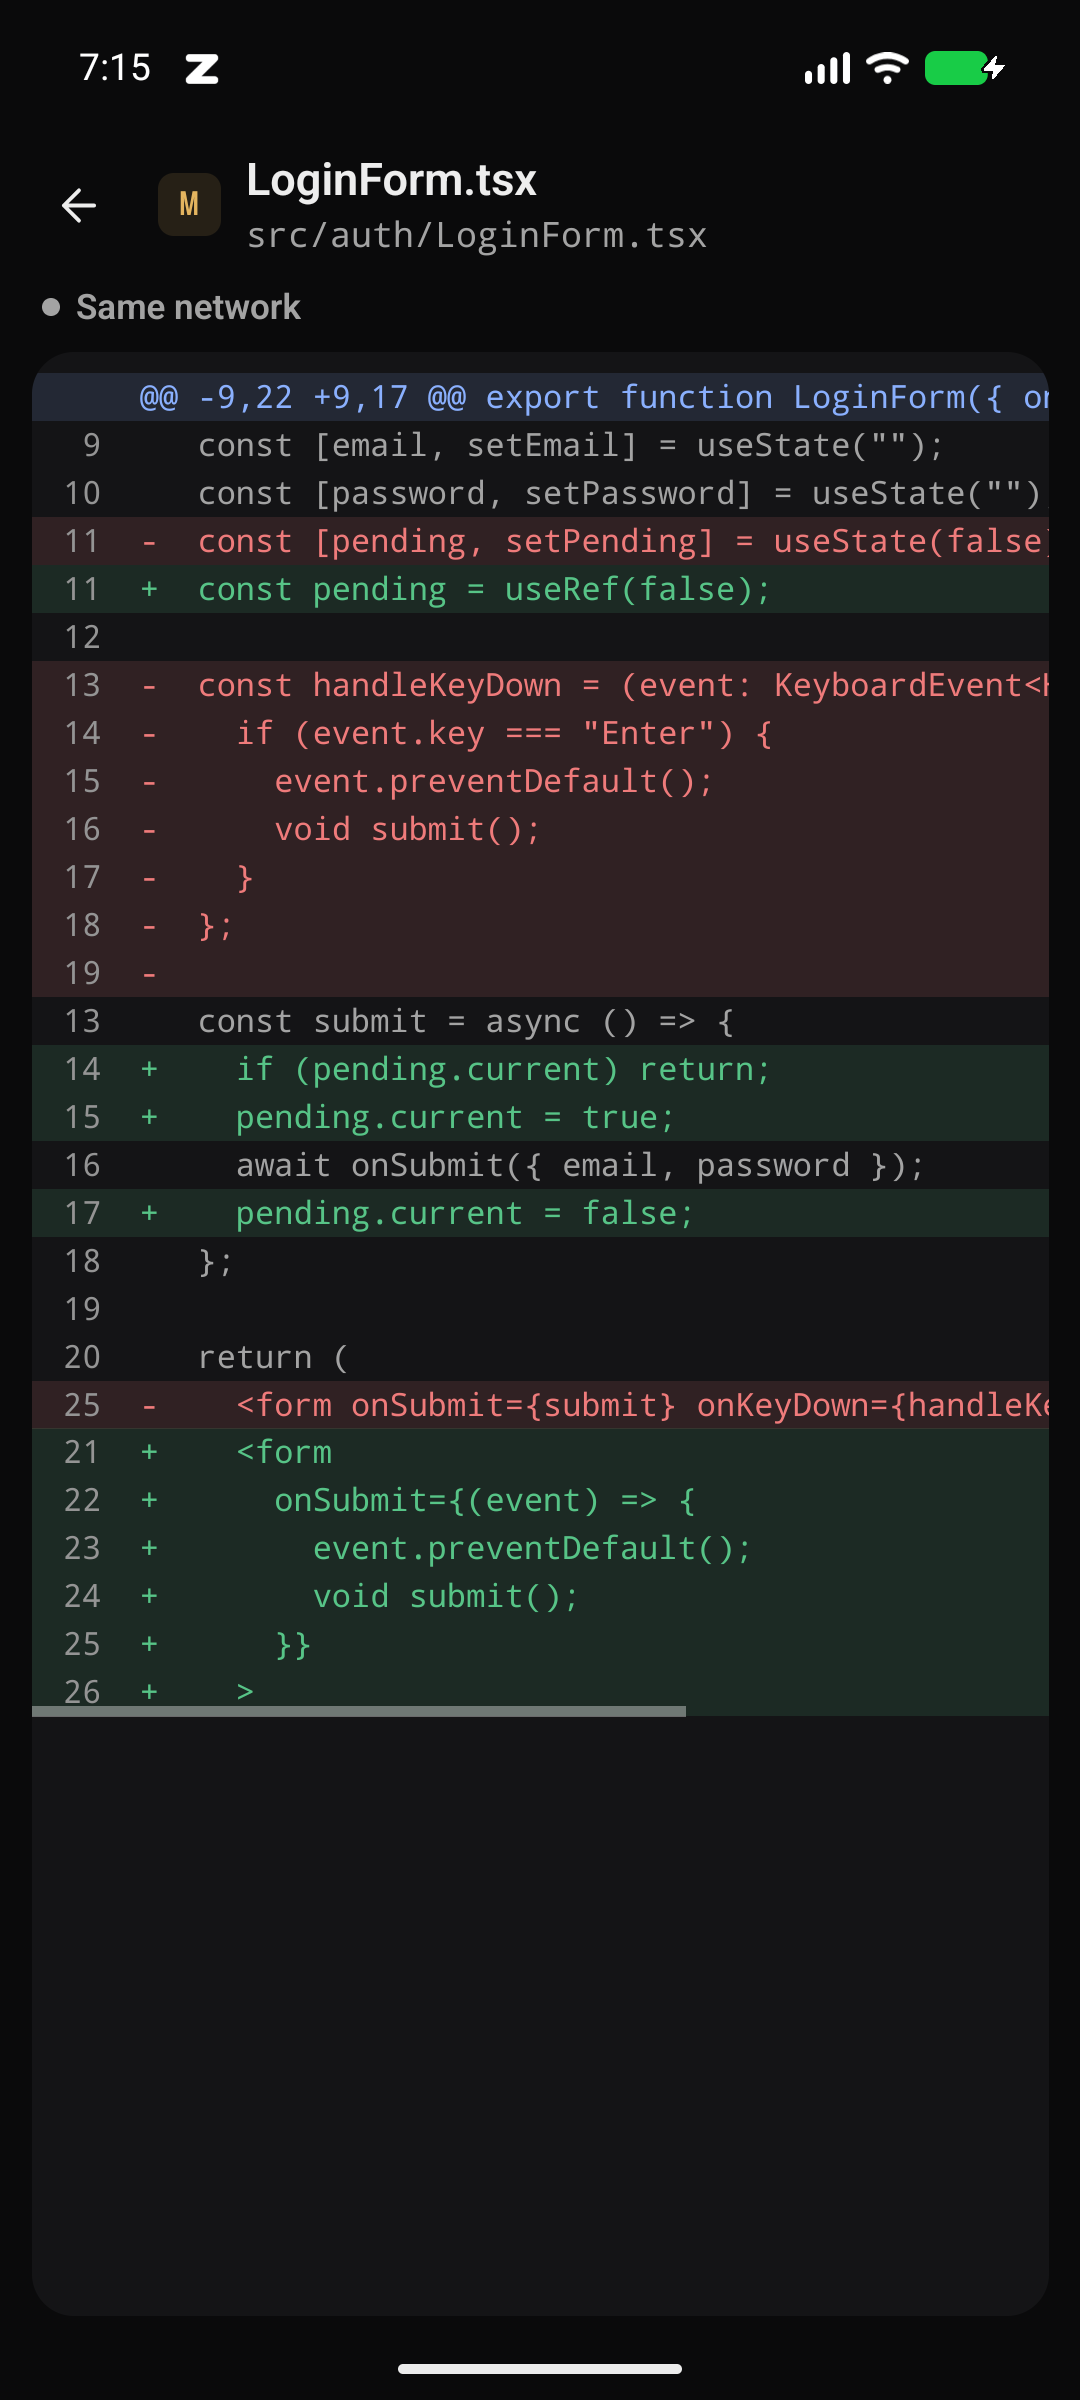 7:15
M
LoginForm.tsx
src/auth/LoginForm.tsx
Same network
@@ -9,22 +9,17 @@ export function LoginForm({ on
9 const [email, setEmail] = useState("");
10 const [password, setPassword] = useState("")
11 - const [pending, setPending] = useState(false]
11 + const pending = useRef(false);
12
13 - const handleKeyDown = (event: KeyboardEvent<H
14 - if (event.key === "Enter") {
15 - event.preventDefault();
16 - void submit();
17 - }
18 - };
19 -
13 const submit = async () => {
14 + if (pending.current) return;
15 + pending.current = true;
16 await onSubmit({ email, password });
17 + pending.current = false;
18 };
19
20 return (
25 - <form onSubmit={submit} onKeyDown={handleKe
21 + <form
22 + onSubmit={(event) => {
23 + event.preventDefault();
24 + void submit();
25 + }}
26 + >